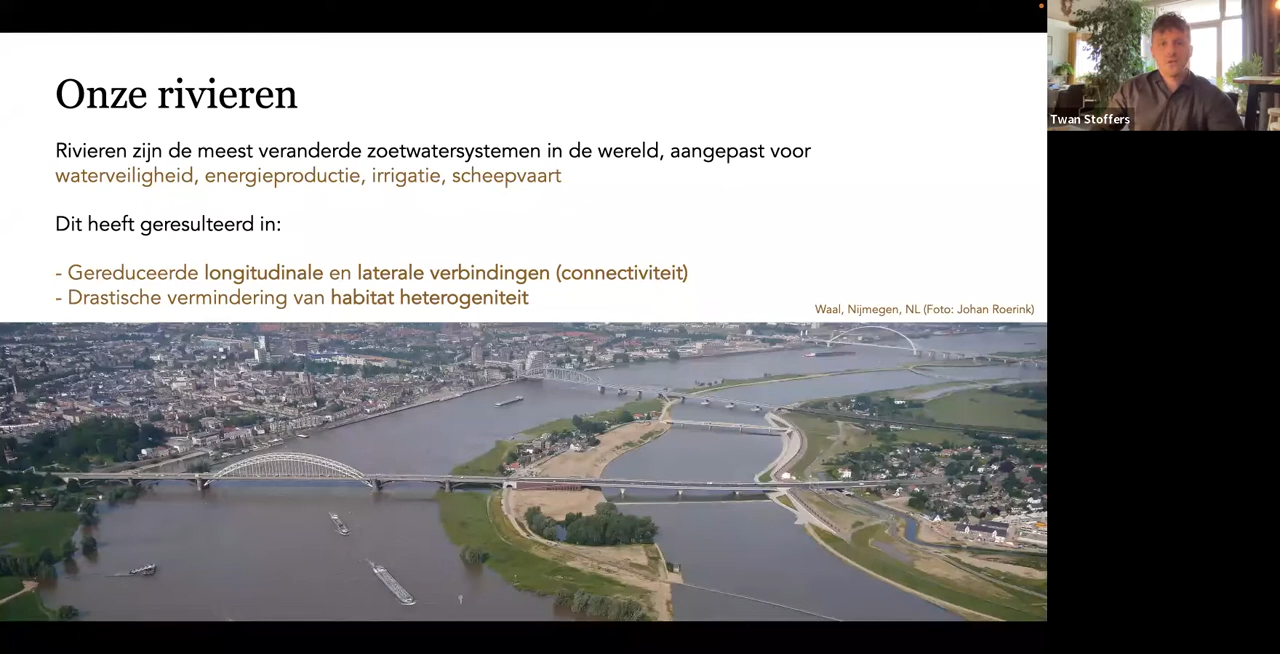 Onze rivieren
Rivieren zijn de meest veranderde zoetwatersystemen in de wereld, aangepast voor
waterveiligheid, energieproductie, irrigatie, scheepvaart
Dit heeft geresulteerd in:
- Gereduceerde longitudinale en laterale verbindingen (connectiviteit)
- Drastische vermindering van habitat heterogeniteit
Waal, Nijmegen, NL (Foto: Johan Roerink)
Twan Stoffers